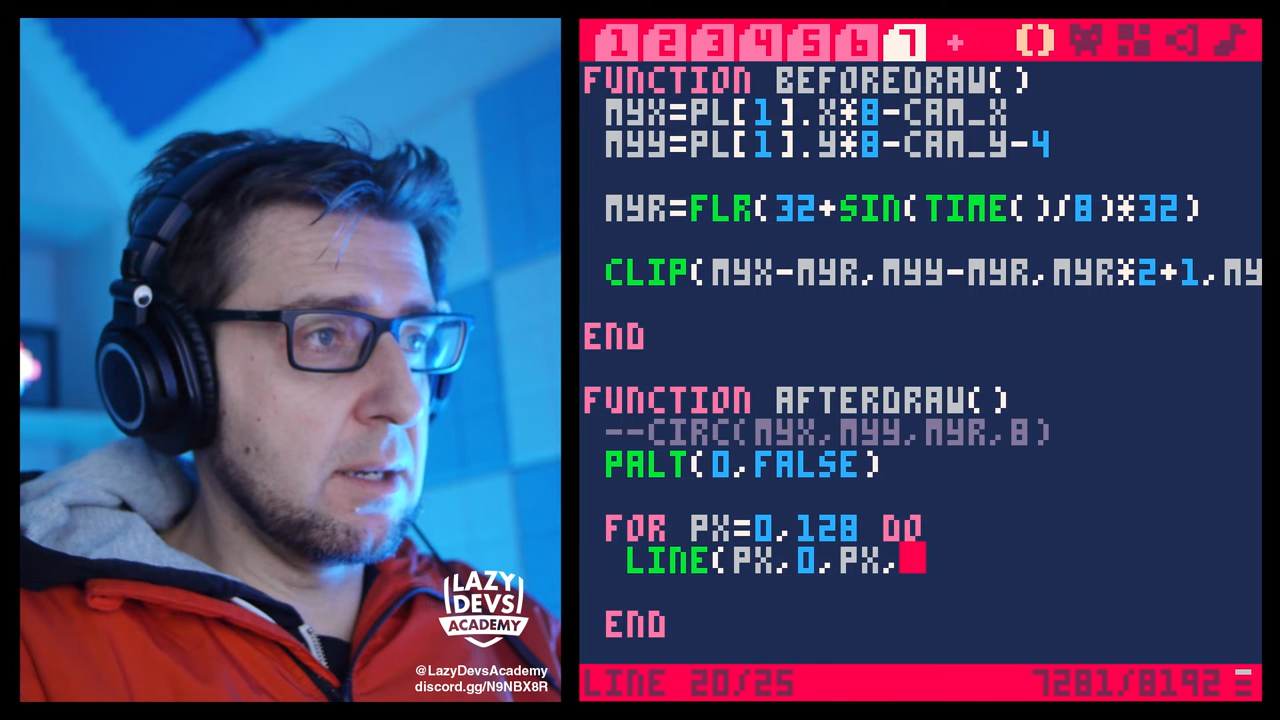 LAZY
DEVS
ACADEMY
@LazyDevsAcademy
discord.gg/N9NBX8R
1 2 3 4 5 6 7 + ()
FUNCTION BEFOREDRAW()
MYX=PL[1].X*8-CAM_X
MYY=PL[1].Y*8-CAM_Y-4
MYR=FLR(32+SIN(TIME()/8)*32)
CLIP(MYX-MYR,MYY-MYR,MYR*2+1,MY
END
FUNCTION AFTERDRAW()
--CIRC(MYX,MYY,MYR,8)
PALT(0,FALSE)
FOR PX=0,128 DO
LINE(PX,0,PX,
END
LINE 20/25
7281/8192